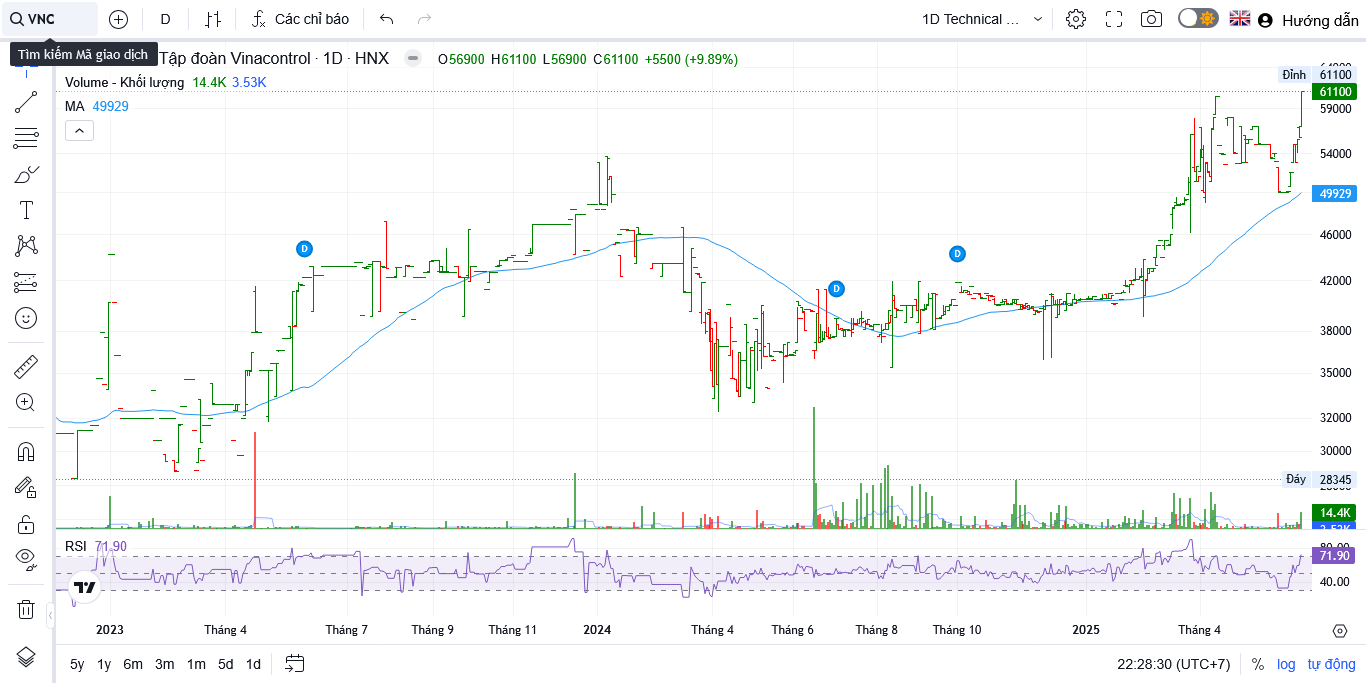 VNC
D
Các chỉ báo
1D Technical ...
Hướng dẫn
Tìm kiếm Mã giao dịch
Tập đoàn Vinacontrol · 1D · HNX
O56900 H61100 L56900 C61100 +5500 (+9.89%)
Volume - Khối lượng 14.4K 3.53K
MA 49929
Đỉnh 61100
61100
59000
54000
49929
46000
42000
38000
35000
32000
30000
Đáy 28345
14.4K
D
D
D
RSI 71.90
71.90
40.00
2023
Tháng 4
Tháng 7
Tháng 9
Tháng 11
2024
Tháng 4
Tháng 6
Tháng 8
Tháng 10
2025
Tháng 4
5y 1y 6m 3m 1m 5d 1d
22:28:30 (UTC+7)
% log tự động